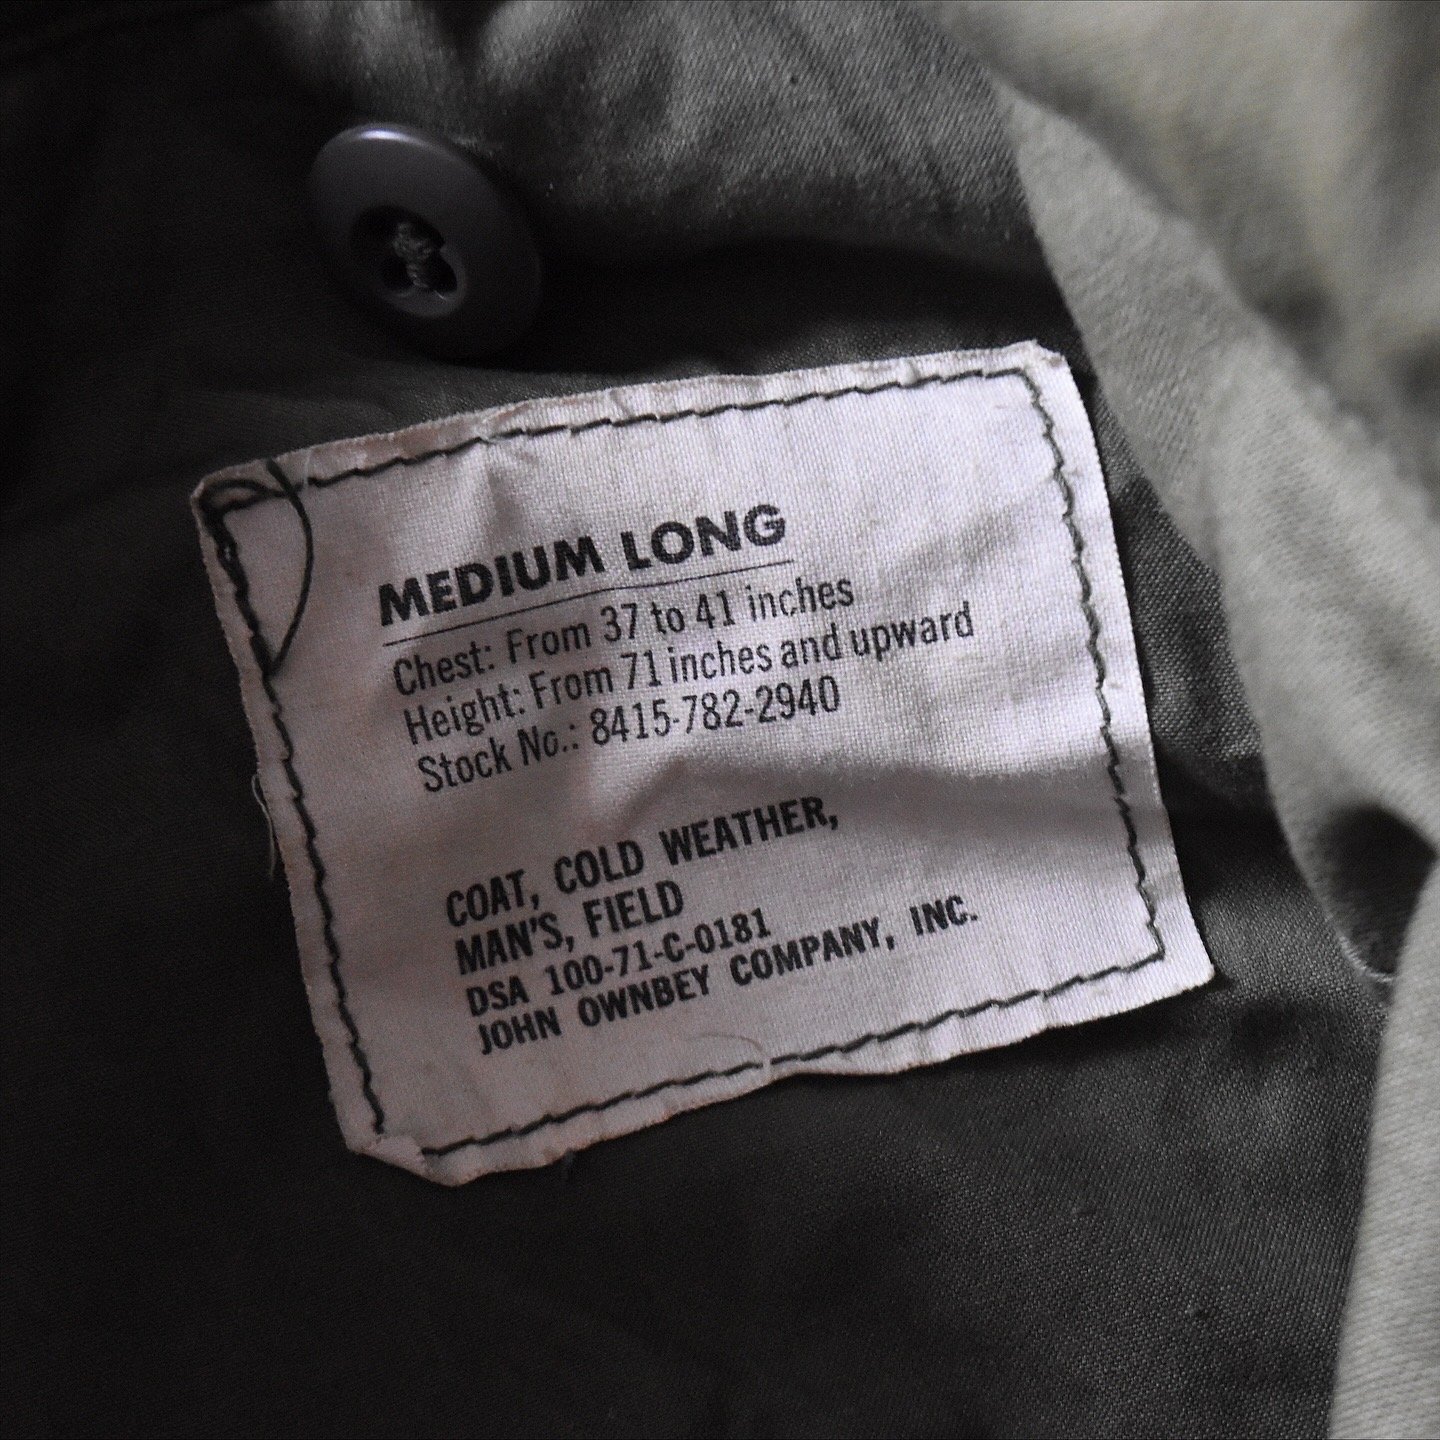 MEDIUM LONG
Chest: From 37 to 41 inches
Height: From 71 inches and upward
Stock No.: 8415-782-2940
COAT, COLD WEATHER,
MAN'S, FIELD
DSA 100-71-C-0181
JOHN OWNBEY COMPANY, INC.